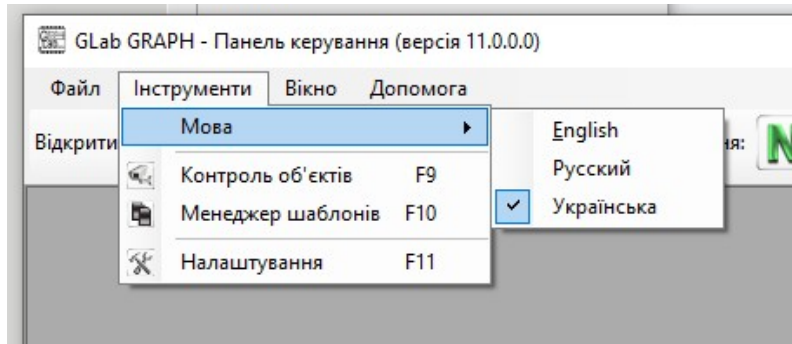 GLab GRAPH - Панель керування (версія 11.0.0.0)
Файл Інструменти Вікно Допомога
Відкрити
Мова
English
Русский
Українська
Контроль об'єктів F9
Менеджер шаблонів F10
Налаштування F11
ня: